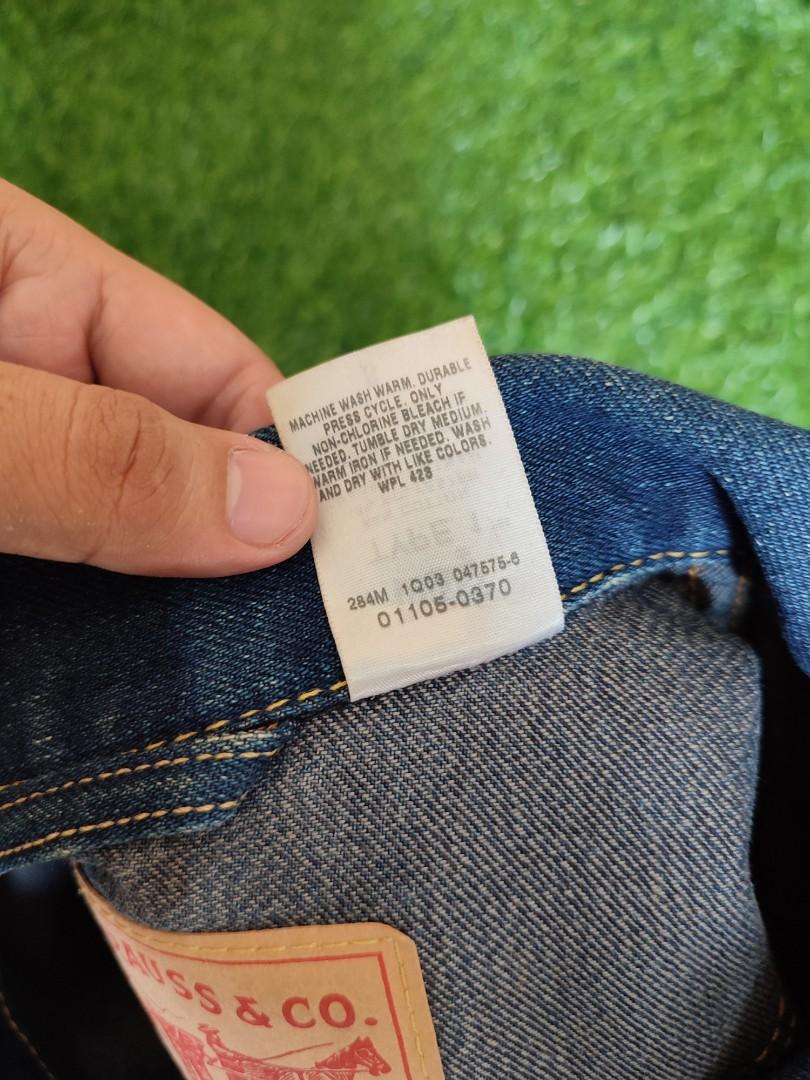 MACHINE WASH WARM. DURABLE
PRESS CYCLE. ONLY
NON-CHLORINE BLEACH IF
NEEDED. TUMBLE DRY MEDIUM.
WARM IRON IF NEEDED. WASH
AND DRY WITH LIKE COLORS.
WPL 423
284M 1Q03 047575-6
01105-0370
RAUSS & CO.